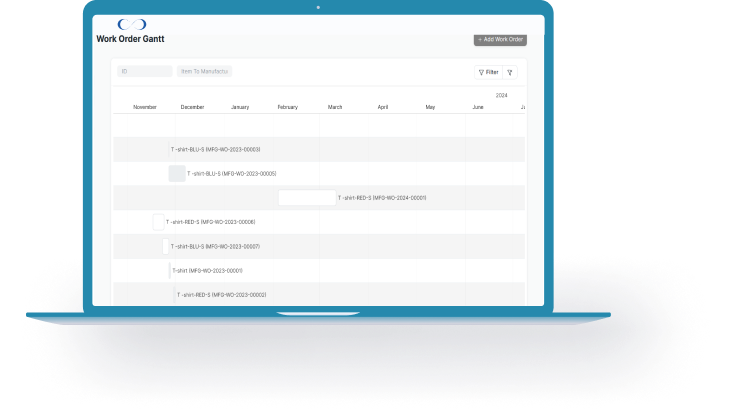 Work Order Gantt
+ Add Work Order
ID
Item To Manufactu
Filter
2024
November December January February March April May June
T -shirt-BLU-S (MFG-WO-2023-00003)
T -shirt-BLU-S (MFG-WO-2023-00005)
T -shirt-RED-S (MFG-WO-2024-00001)
T -shirt-RED-S (MFG-WO-2023-00006)
T -shirt-BLU-S (MFG-WO-2023-00007)
T-shirt (MFG-WO-2023-00001)
T -shirt-RED-S (MFG-WO-2023-00002)